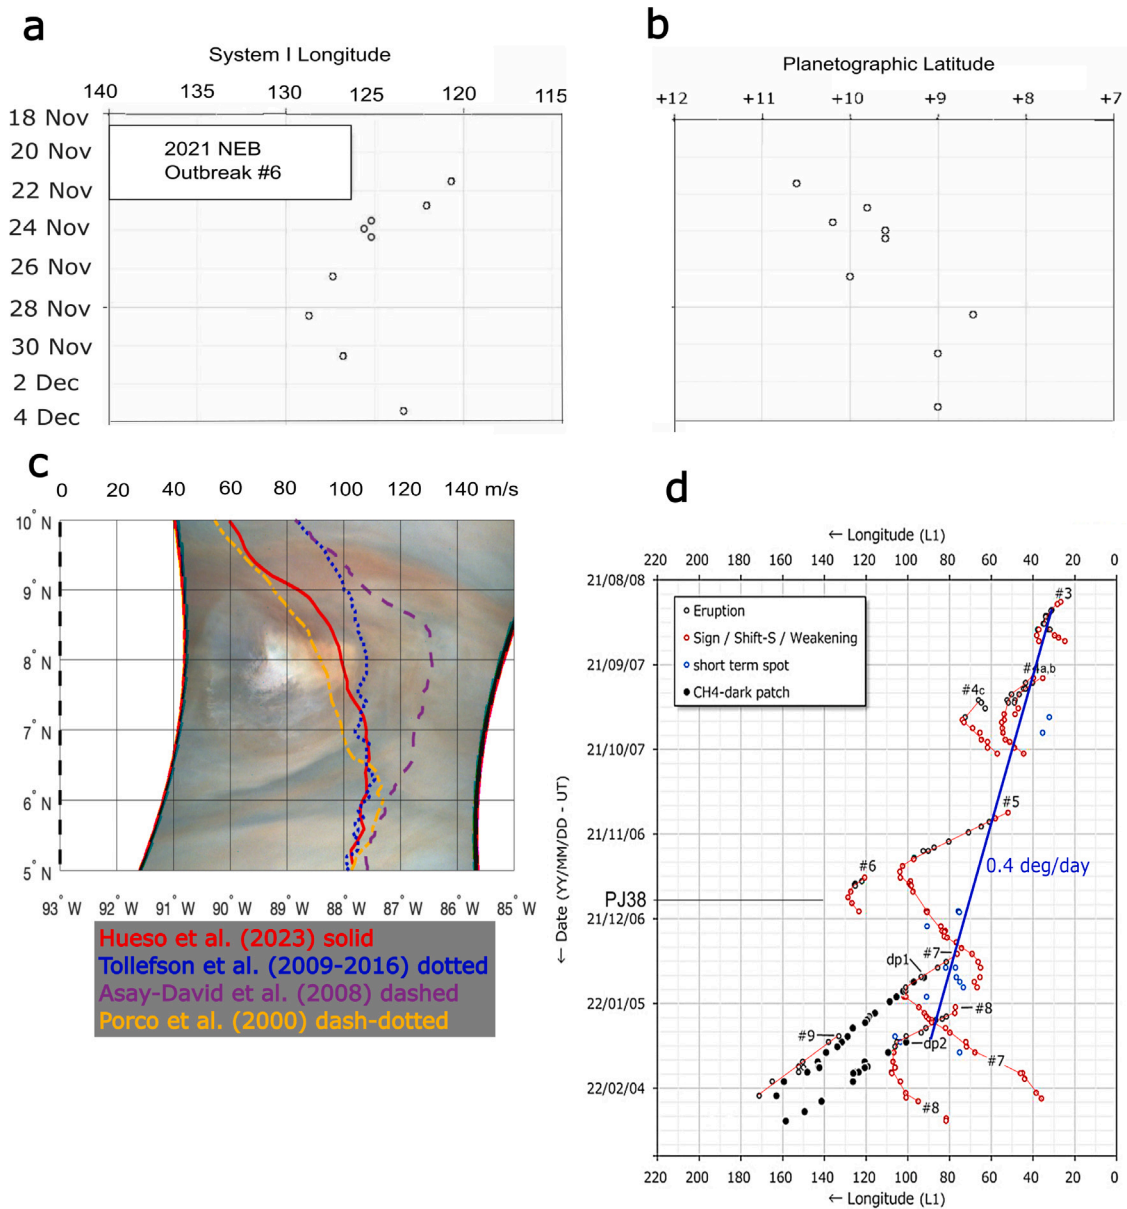 a
System I Longitude
140 135 130 125 120 115
18 Nov
20 Nov
22 Nov
24 Nov
26 Nov
28 Nov
30 Nov
2 Dec
4 Dec
2021 NEB
Outbreak #6
b
Planetographic Latitude
+12 +11 +10 +9 +8 +7
c
0 20 40 60 80 100 120 140 m/s
10° N
9° N
8° N
7° N
6° N
5° N
93° W 92° W 91° W 90° W 89° W 88° W 87° W 86° W 85° W
Hueso et al. (2023) solid
Tollefson et al. (2009-2016) dotted
Asay-David et al. (2008) dashed
Porco et al. (2000) dash-dotted
d
← Longitude (L1)
220 200 180 160 140 120 100 80 60 40 20 0
21/08/08
21/09/07
21/10/07
21/11/06
PJ38
21/12/06
22/01/05
22/02/04
← Date (YY/MM/DD - UT)
Eruption
Sign / Shift-S / Weakening
short term spot
CH4-dark patch
#3
#4a,b
#4c
#5
0.4 deg/day
#6
#7
dp1
#8
#9
dp2
#7
#8
220 200 180 160 140 120 100 80 60 40 20 0
← Longitude (L1)